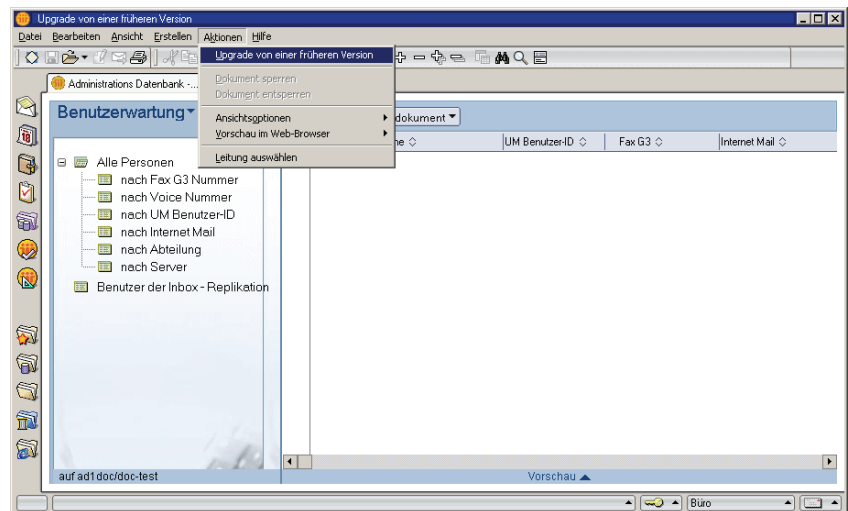 Upgrade von einer früheren Version
Datei Bearbeiten Ansicht Erstellen Aktionen Hilfe
Upgrade von einer früheren Version
Administrations Datenbank -...
Dokument sperren
Dokument entsperren
Benutzerwartung
Ansichtsoptionen
dokument
Vorschau im Web-Browser
UM Benutzer-ID
Fax G3
Internet Mail
Leitung auswählen
Alle Personen
nach Fax G3 Nummer
nach Voice Nummer
nach UM Benutzer-ID
nach Internet Mail
nach Abteilung
nach Server
Benutzer der Inbox - Replikation
auf ad1doc/doc-test
Vorschau
Büro